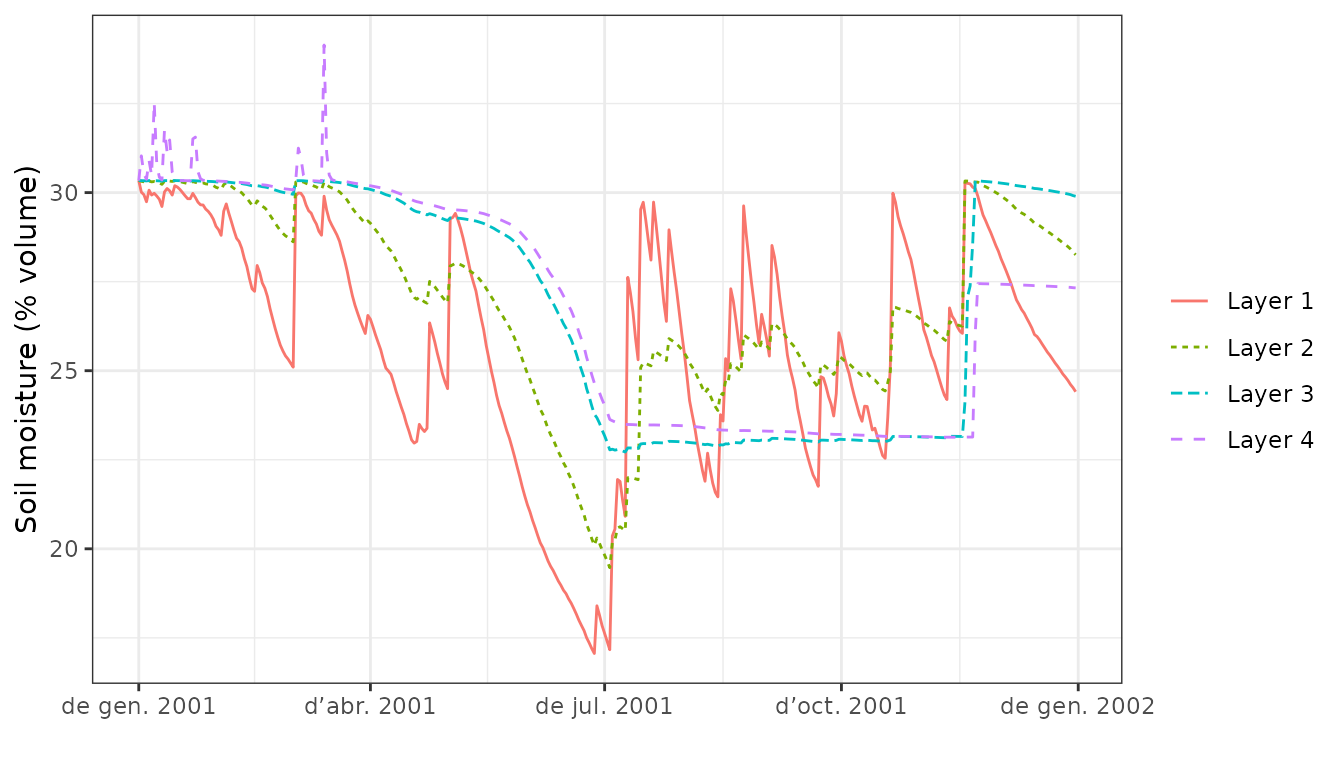 Soil moisture (% volume)
30
25
20
de gen. 2001
d’abr. 2001
de jul. 2001
d’oct. 2001
de gen. 2002
Layer 1
Layer 2
Layer 3
Layer 4